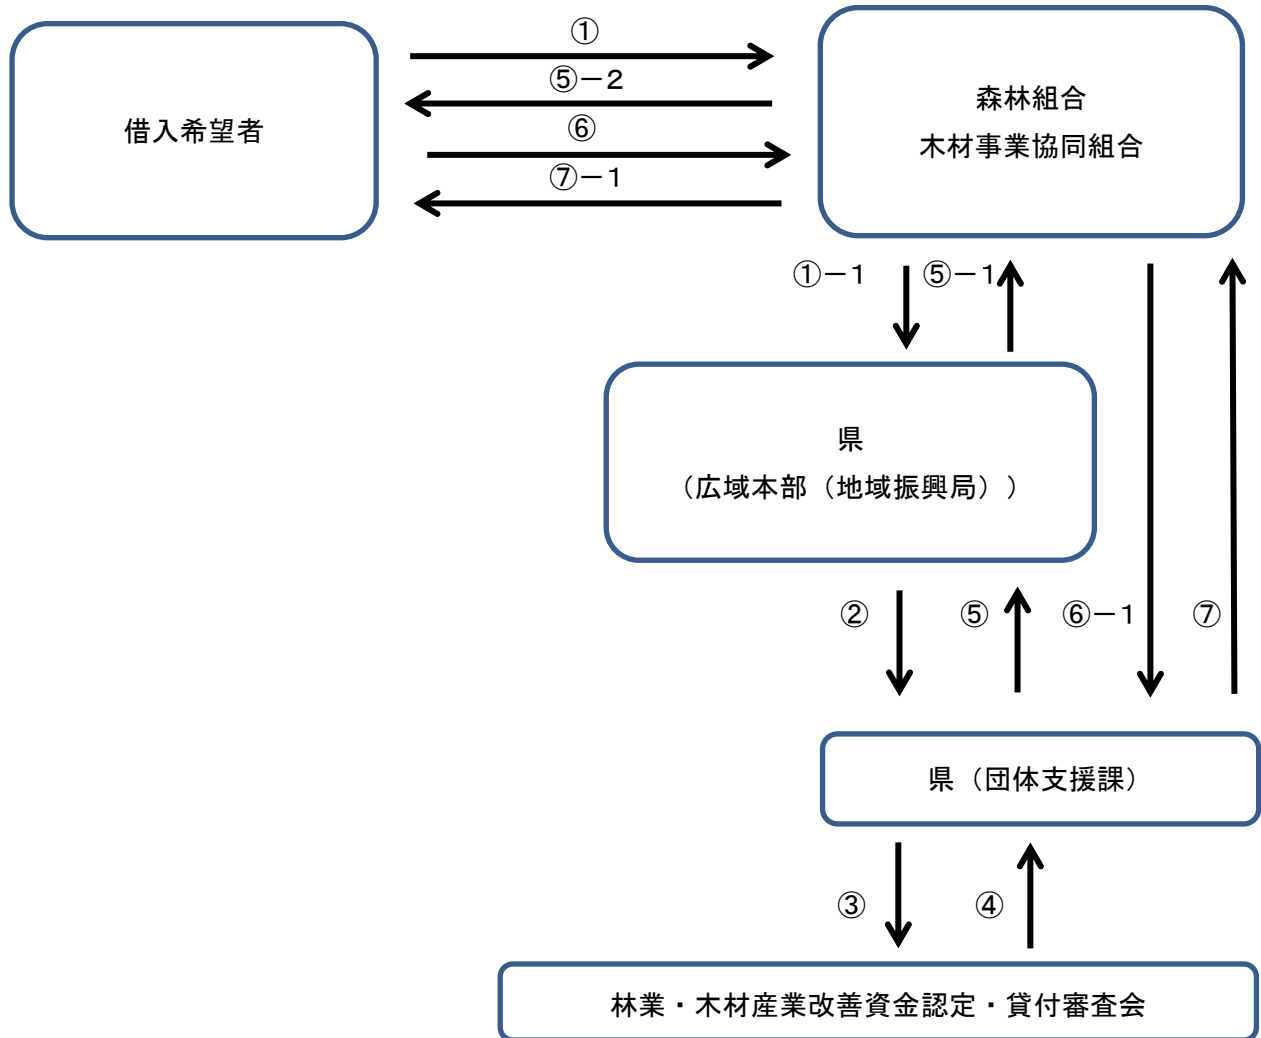 ①
⑤－2
⑥
⑦－1
借入希望者
森林組合
木材事業協同組合
①－1
⑤－1
県
（広域本部（地域振興局））
②
⑤
⑥－1
⑦
県（団体支援課）
③
④
林業・木材産業改善資金認定・貸付審査会